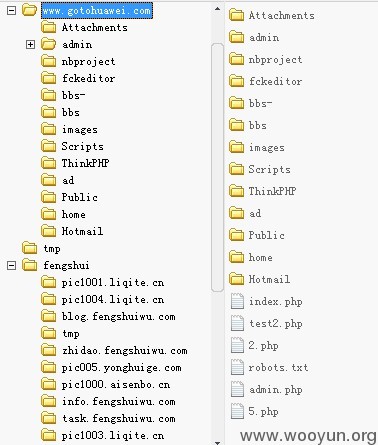 www.gotohuawei.com
Attachments
admin
nbproject
fckeditor
bbs-
bbs
images
Scripts
ThinkPHP
ad
Public
home
Hotmail
tmp
fengshui
pic1001.liqite.cn
pic1004.liqite.cn
blog.fengshuiwu.com
tmp
zhidao.fengshuiwu.com
pic005.yonghuige.com
pic1000.aisenbo.cn
info.fengshuiwu.com
task.fengshuiwu.com
pic1003.liqite.cn
Attachments
admin
nbproject
fckeditor
bbs-
bbs
images
Scripts
ThinkPHP
ad
Public
home
Hotmail
index.php
test2.php
2.php
robots.txt
admin.php
5.php
www.wooyun.org